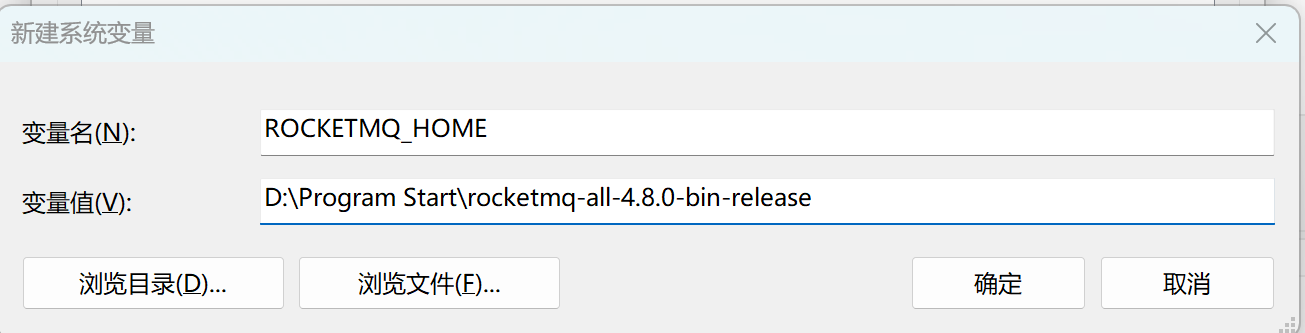 新建系统变量
变量名(N):
ROCKETMQ_HOME
变量值(V):
D:\Program Start\rocketmq-all-4.8.0-bin-release
浏览目录(D)...
浏览文件(F)...
确定
取消